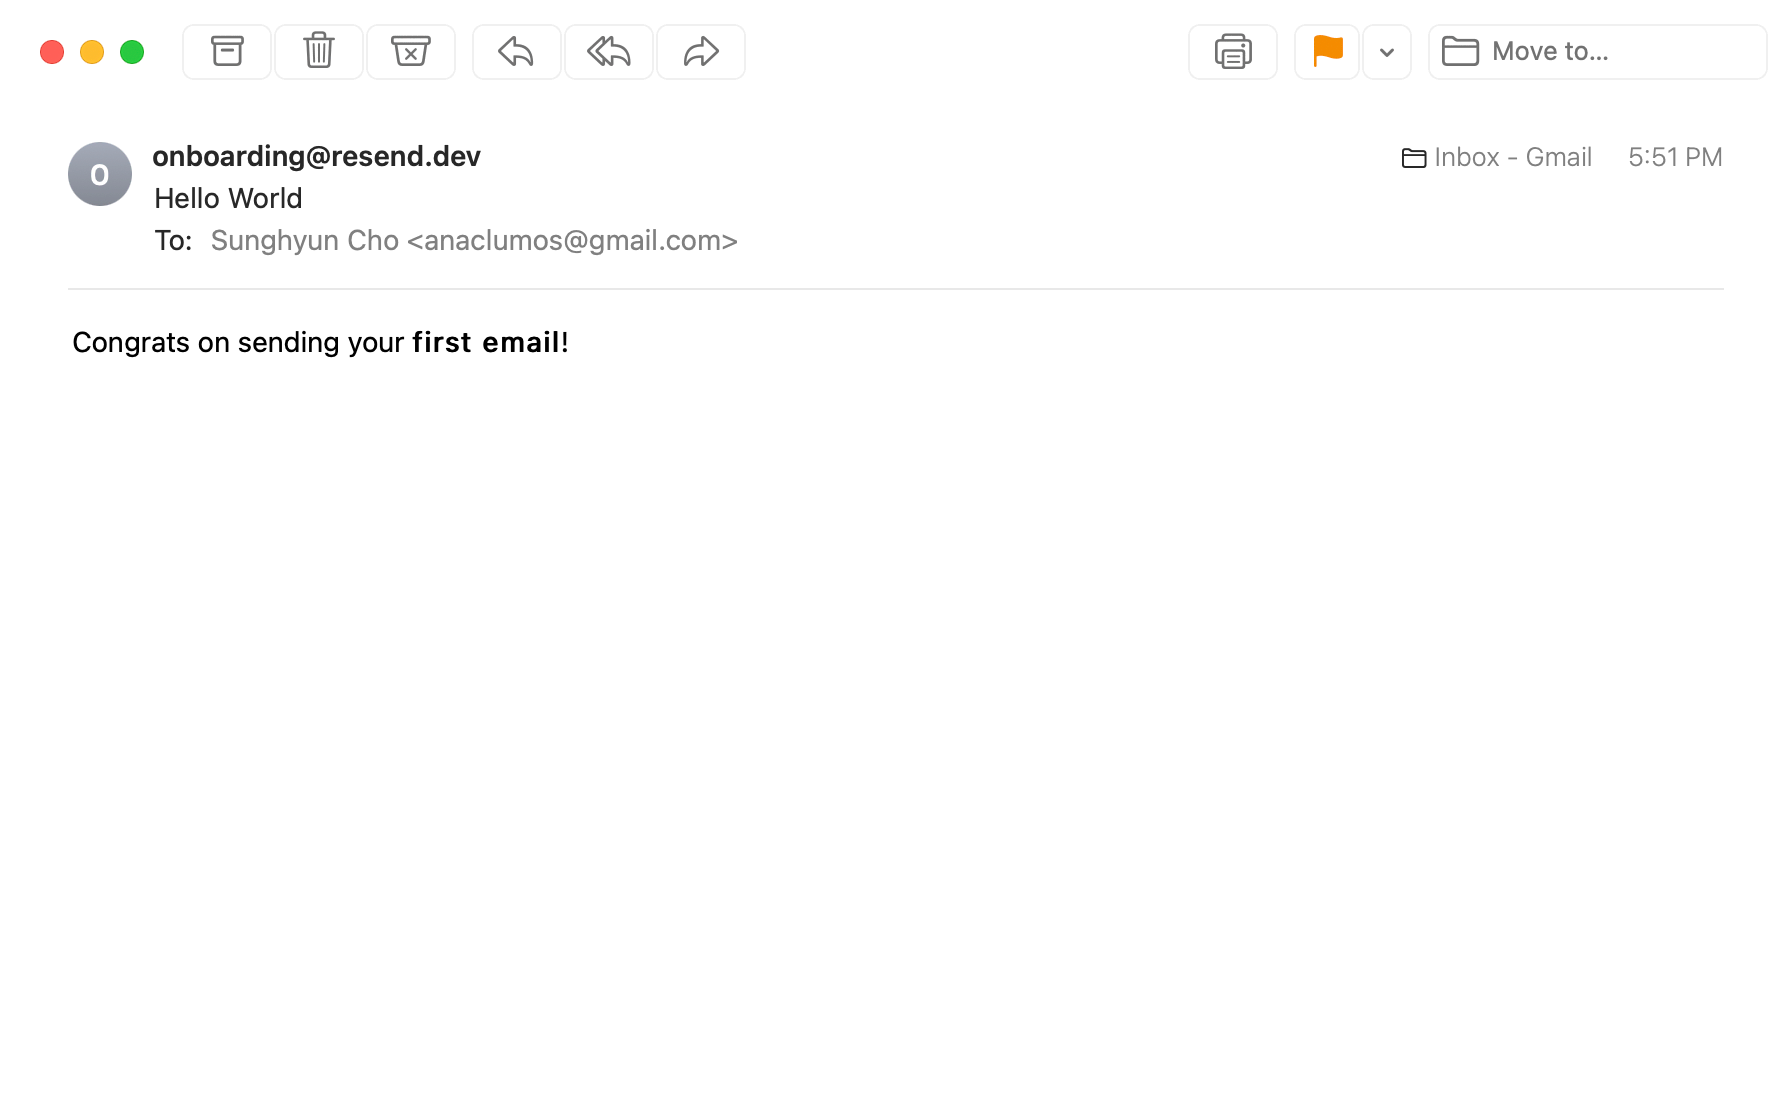 Move to...
O
onboarding@resend.dev
Inbox - Gmail 5:51 PM
Hello World
To: Sunghyun Cho <anaclumos@gmail.com>
Congrats on sending your first email!